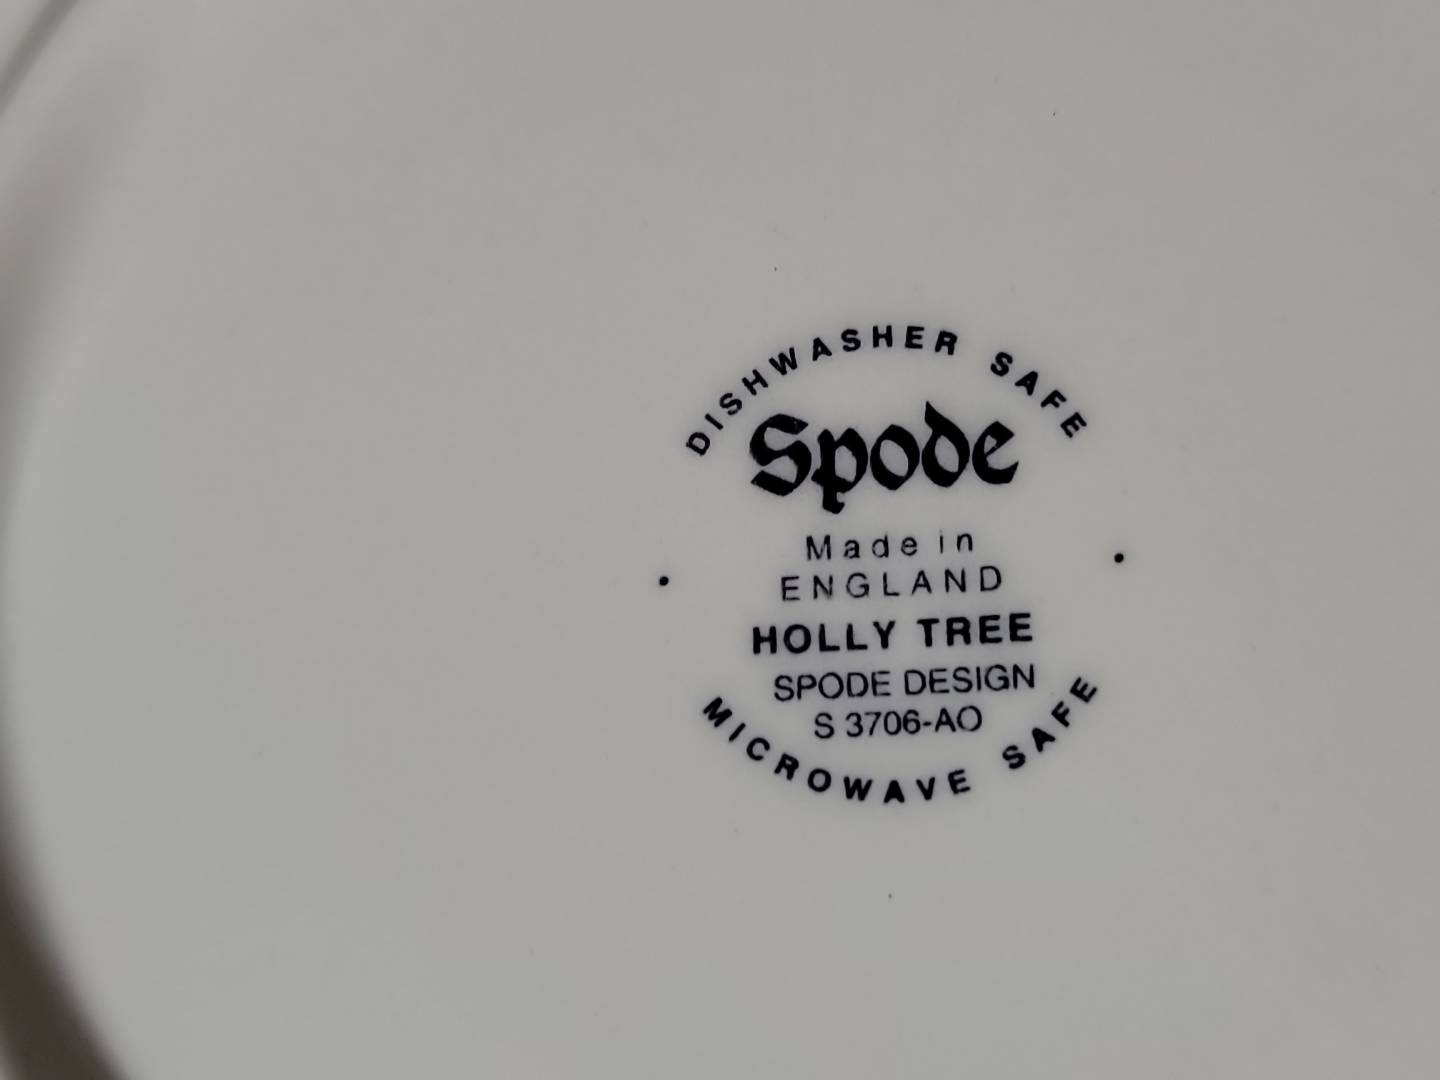 DISHWASHER SAFE
Spode
Made in
ENGLAND
HOLLY TREE
SPODE DESIGN
S 3706-AO
MICROWAVE SAFE